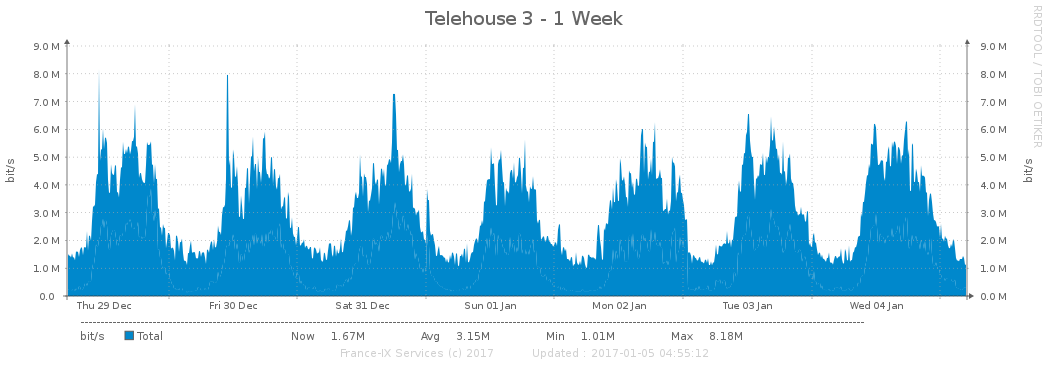 Telehouse 3 - 1 Week
RRDTOOL / TOBI OETIKER
9.0 M 9.0 M
8.0 M 8.0 M
7.0 M 7.0 M
6.0 M 6.0 M
5.0 M 5.0 M
4.0 M 4.0 M
3.0 M 3.0 M
2.0 M 2.0 M
1.0 M 1.0 M
0.0 0.0 M
bit/s bit/s
Thu 29 Dec Fri 30 Dec Sat 31 Dec Sun 01 Jan Mon 02 Jan Tue 03 Jan Wed 04 Jan
bit/s Total Now 1.67M Avg 3.15M Min 1.01M Max 8.18M
France-IX Services (c) 2017 Updated : 2017-01-05 04:55:12